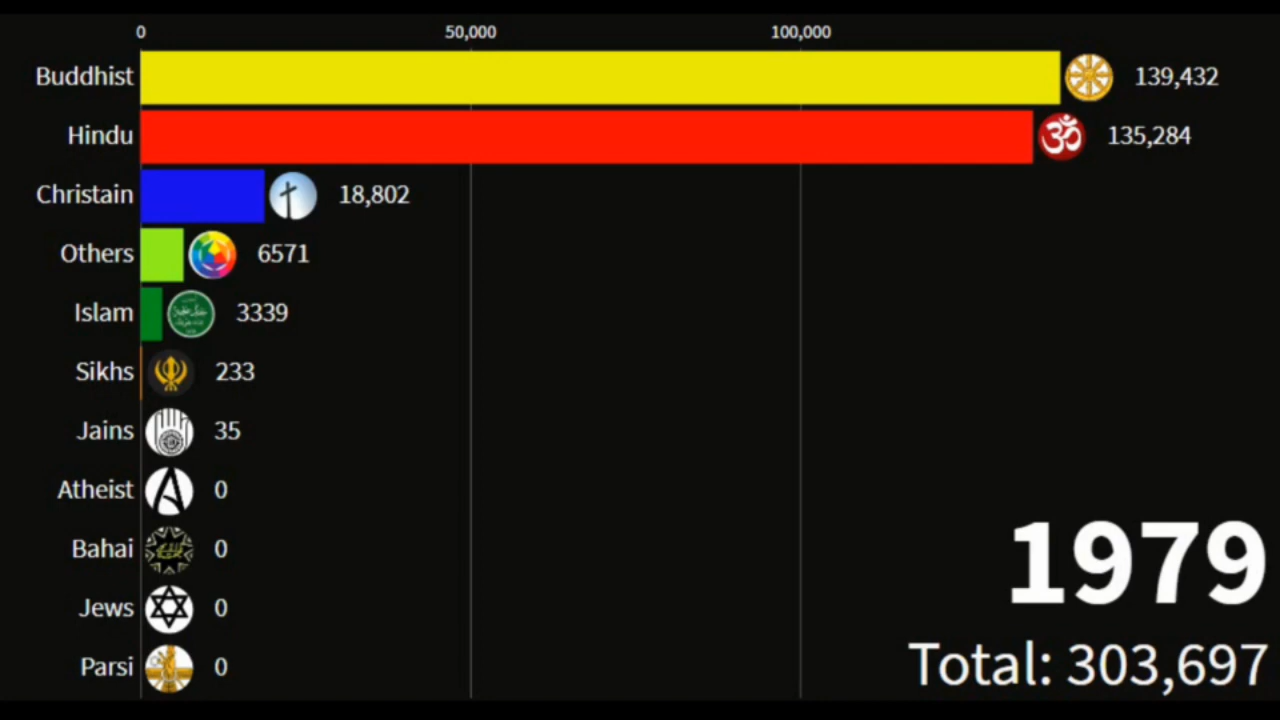 0 50,000 100,000
Buddhist 139,432
Hindu ॐ 135,284
Christain 18,802
Others 6571
Islam 3339
Sikhs 233
Jains 35
Atheist 0
Bahai 0
Jews 0
Parsi 0
1979
Total: 303,697